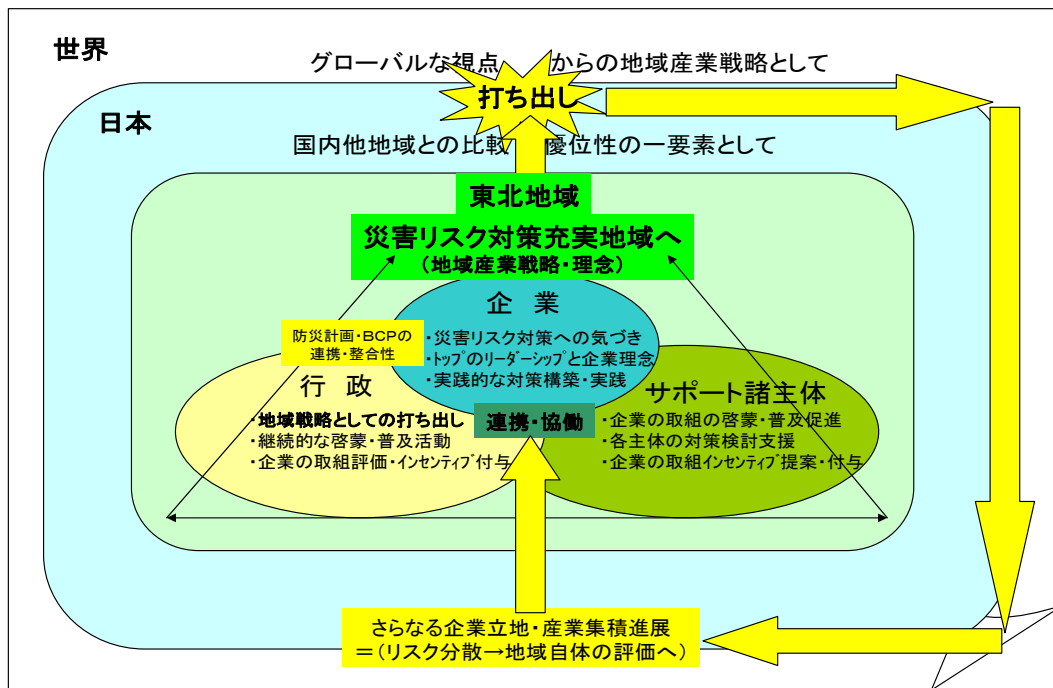 世界
グローバルな視点 からの地域産業戦略として
打ち出し
日本
国内他地域との比較 優位性の一要素として
東北地域
災害リスク対策充実地域へ
(地域産業戦略・理念)
企 業
・災害リスク対策への気づき
・トップのリーダーシップと企業理念
・実践的な対策構築・実践
防災計画・BCPの
連携・整合性
行 政
・地域戦略としての打ち出し
・継続的な啓蒙・普及活動
・企業の取組評価・インセンティブ付与
連携・協働
サポート諸主体
・企業の取組の啓蒙・普及促進
・各主体の対策検討支援
・企業の取組インセンティブ提案・付与
さらなる企業立地・産業集積進展
=(リスク分散→地域自体の評価へ)